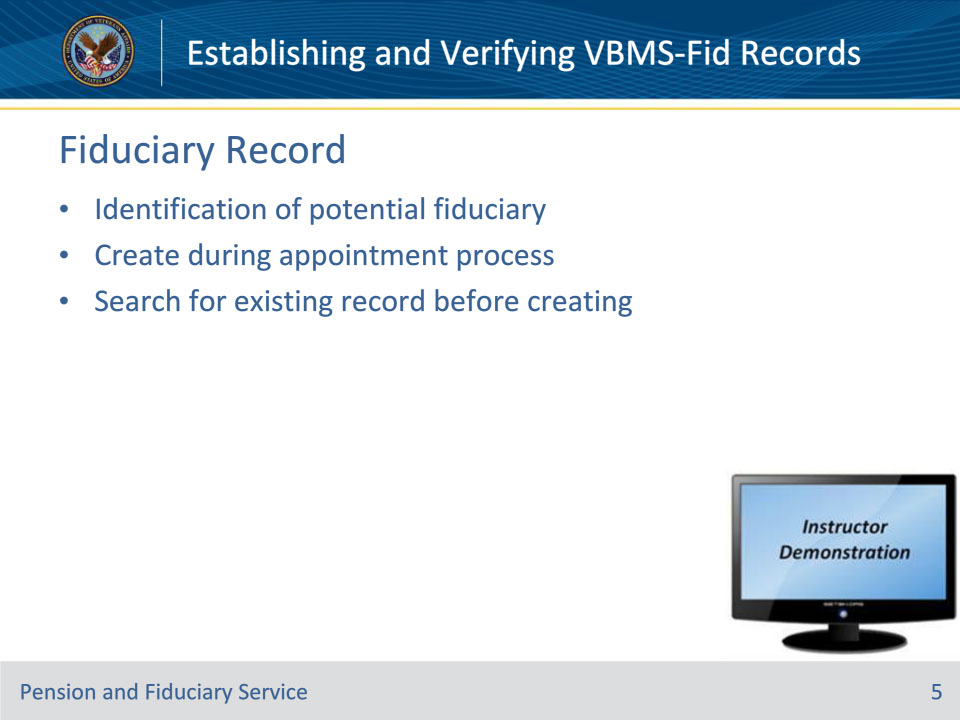 Establishing and Verifying VBMS-Fid Records
Fiduciary Record
• Identification of potential fiduciary
• Create during appointment process
• Search for existing record before creating
Instructor
Demonstration
Pension and Fiduciary Service
5